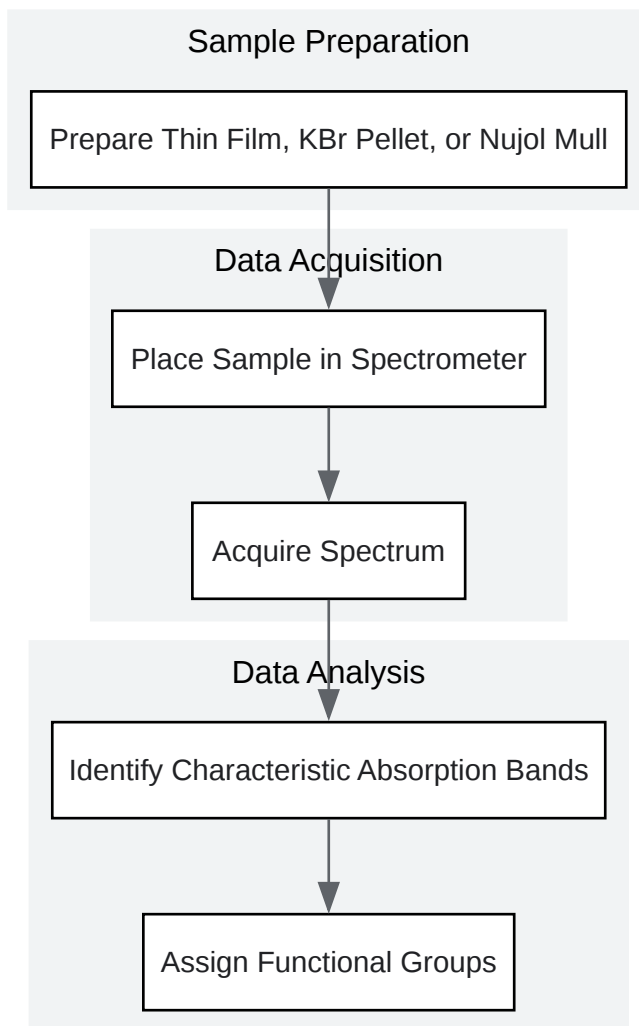 Sample Preparation
Prepare Thin Film, KBr Pellet, or Nujol Mull
Data Acquisition
Place Sample in Spectrometer
Acquire Spectrum
Data Analysis
Identify Characteristic Absorption Bands
Assign Functional Groups